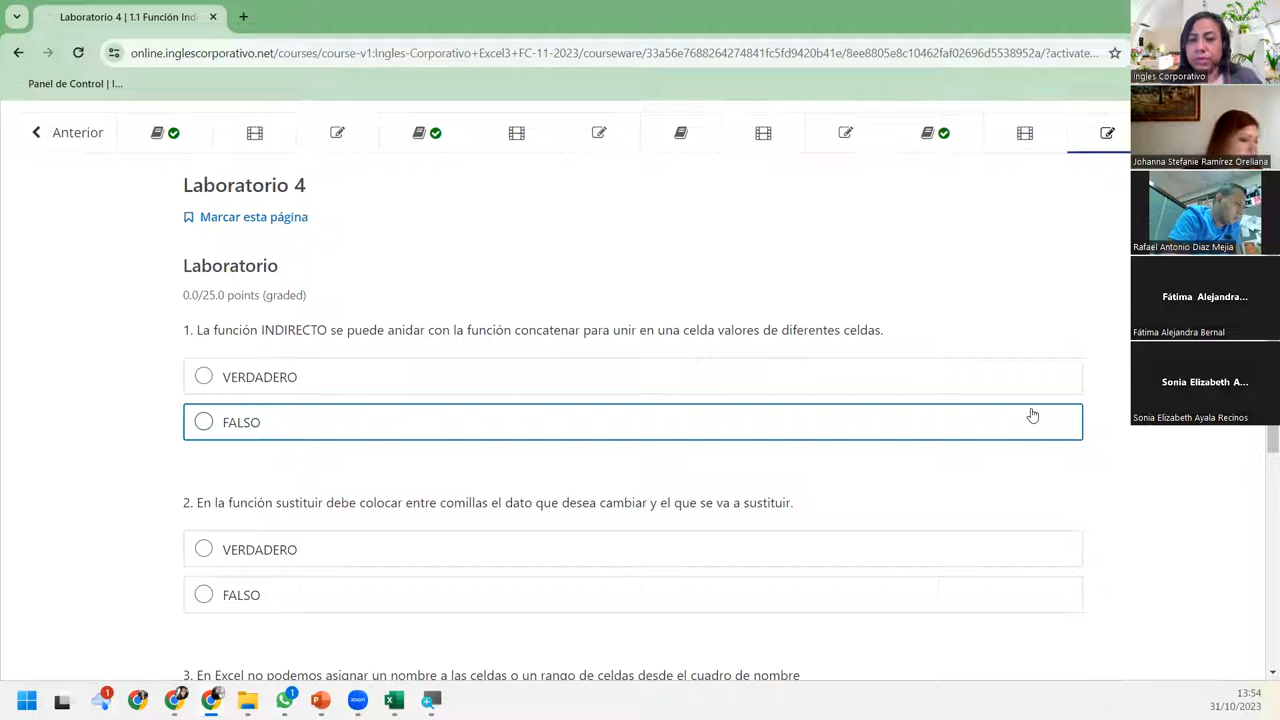 Laboratorio 4 | 1.1 Función Indi
online.inglescorporativo.net/courses/course-v1:Ingles-Corporativo+Excel3+FC-11-2023/courseware/33a56e7688264274841fc5fd9420b41e/8ee8805e8c10462faf02696d5538952a/?activate...
Panel de Control | I...
Anterior
Laboratorio 4
Marcar esta página
Laboratorio
0.0/25.0 points (graded)
1. La función INDIRECTO se puede anidar con la función concatenar para unir en una celda valores de diferentes celdas.
VERDADERO
FALSO
2. En la función sustituir debe colocar entre comillas el dato que desea cambiar y el que se va a sustituir.
VERDADERO
FALSO
3. En Excel no podemos asignar un nombre a las celdas o un rango de celdas desde el cuadro de nombre
Ingles Corporativo
Johanna Stefanie Ramírez Orellana
Rafael Antonio Diaz Mejia
Fátima Alejandra...
Fátima Alejandra Bernal
Sonia Elizabeth A...
Sonia Elizabeth Ayala Recinos
1
1
zoom
13:54
31/10/2023